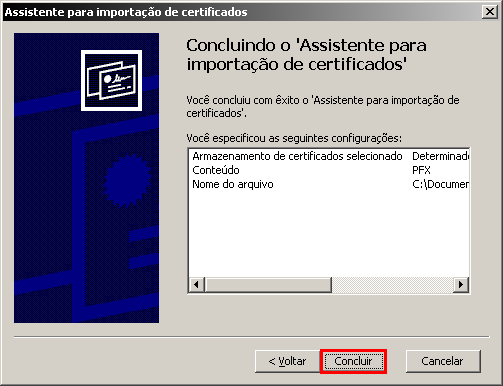 Assistente para importação de certificados
Concluindo o 'Assistente para
importação de certificados'
Você concluiu com êxito o 'Assistente para importação de
certificados'.
Você especificou as seguintes configurações:
Armazenamento de certificados selecionado Determinado
Conteúdo PFX
Nome do arquivo C:\Documen
< Voltar Concluir Cancelar